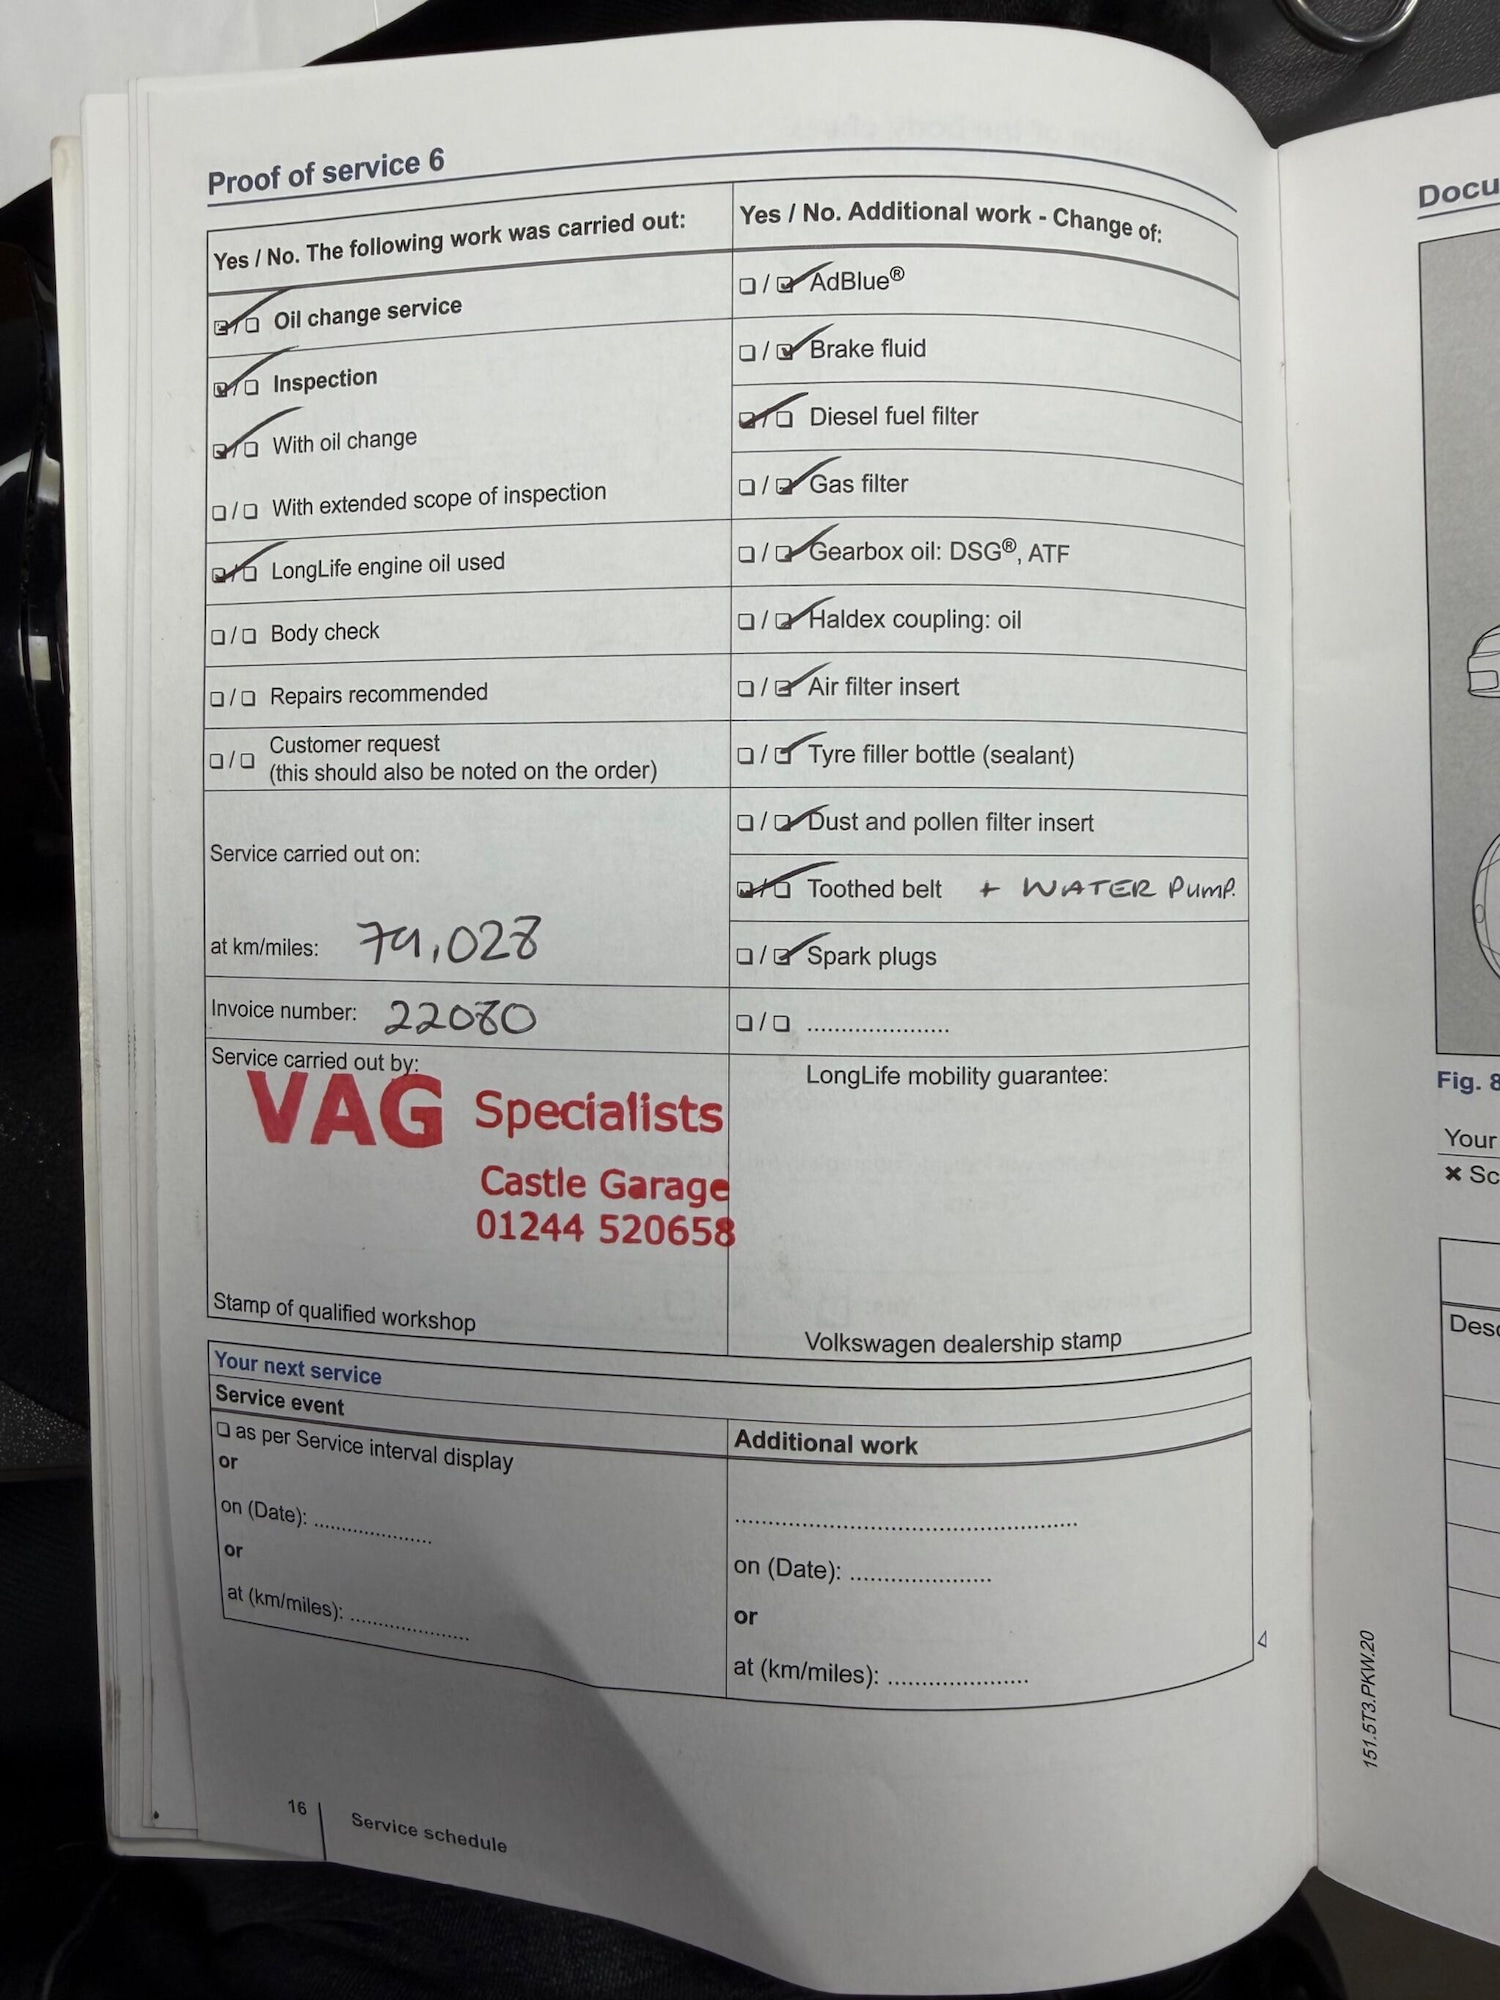 Proof of service 6
Yes / No. The following work was carried out:
Oil change service
Inspection
With oil change
With extended scope of inspection
LongLife engine oil used
Body check
Repairs recommended
Customer request
(this should also be noted on the order)
Service carried out on:
at km/miles: 79,028
Invoice number: 22080
Service carried out by:
VAG Specialists
Castle Garage
01244 520658
Stamp of qualified workshop
Yes / No. Additional work - Change of:
AdBlue®
Brake fluid
Diesel fuel filter
Gas filter
Gearbox oil: DSG®, ATF
Haldex coupling: oil
Air filter insert
Tyre filler bottle (sealant)
Dust and pollen filter insert
Toothed belt + WATER PUMP.
Spark plugs
LongLife mobility guarantee:
Volkswagen dealership stamp
Your next service
Service event
as per Service interval display
or
on (Date): ....................
or
at (km/miles): ....................
Additional work
on (Date): ....................
or
at (km/miles): ....................
16
Service schedule
Docu
Fig. 8
Your
Sc
Desc
151.5T3.PKW.20